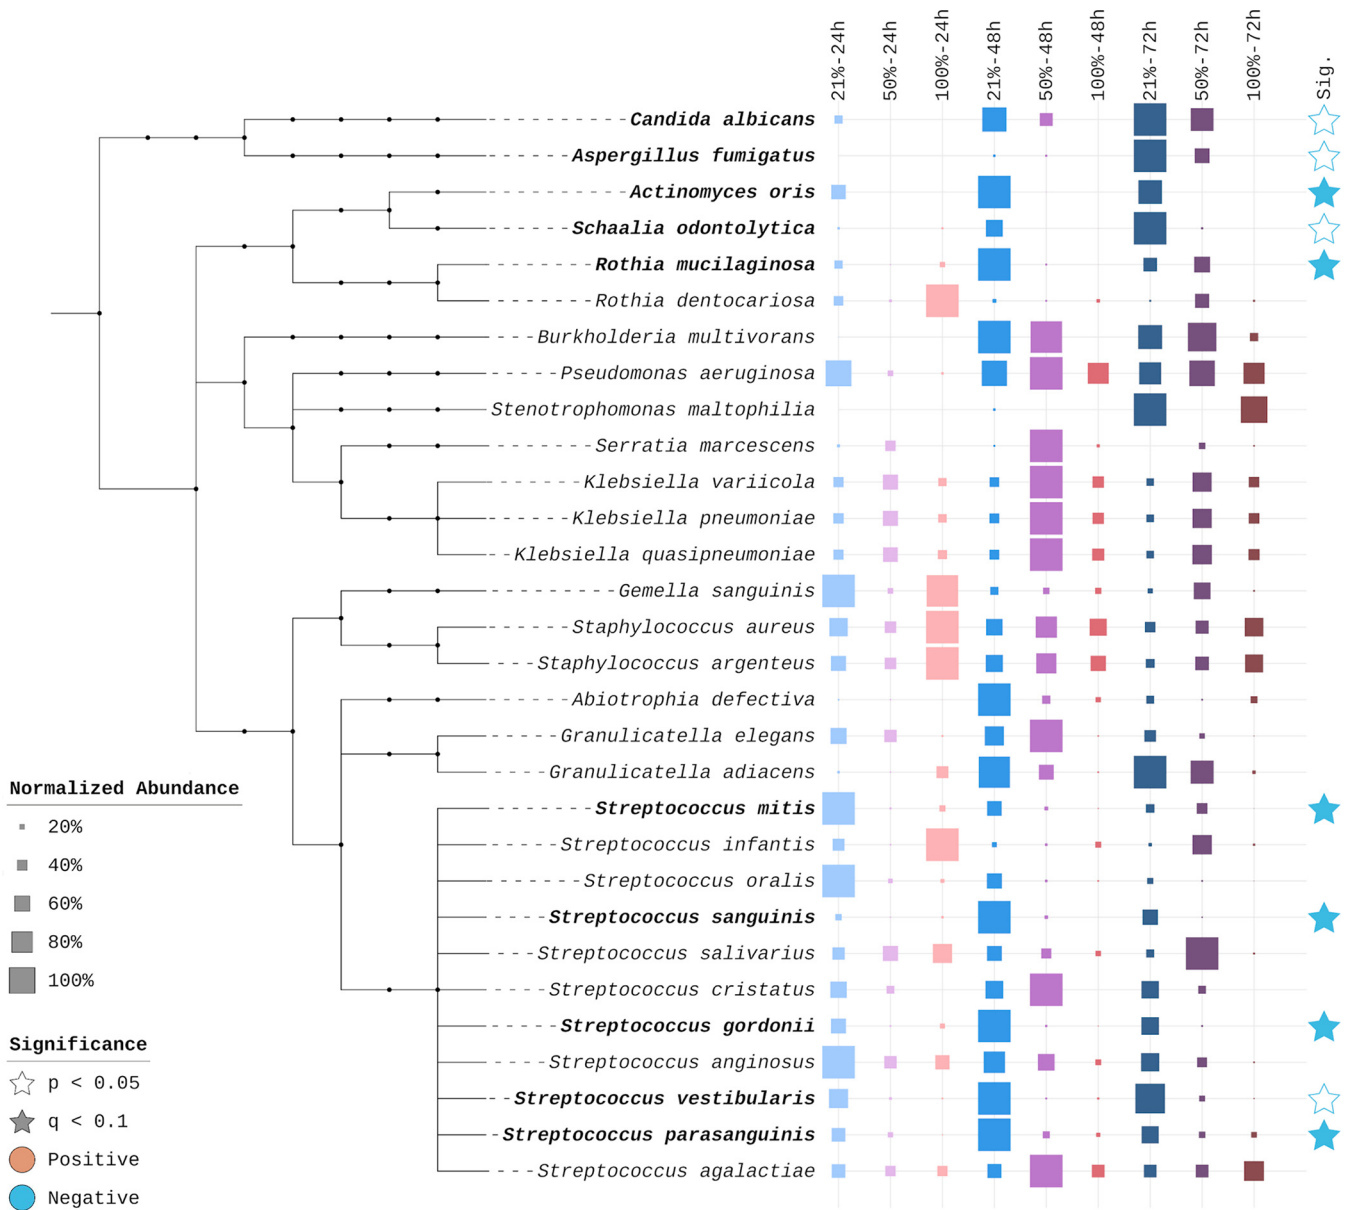 21%-24h
50%-24h
100%-24h
21%-48h
50%-48h
100%-48h
21%-72h
50%-72h
100%-72h
Sig.
Candida albicans
Aspergillus fumigatus
Actinomyces oris
Schaalia odontolytica
Rothia mucilaginosa
Rothia dentocariosa
Burkholderia multivorans
Pseudomonas aeruginosa
Stenotrophomonas maltophilia
Serratia marcescens
Klebsiella variicola
Klebsiella pneumoniae
Klebsiella quasipneumoniae
Gemella sanguinis
Staphylococcus aureus
Staphylococcus argenteus
Abiotrophia defectiva
Granulicatella elegans
Granulicatella adiacens
Streptococcus mitis
Streptococcus infantis
Streptococcus oralis
Streptococcus sanguinis
Streptococcus salivarius
Streptococcus cristatus
Streptococcus gordonii
Streptococcus anginosus
Streptococcus vestibularis
Streptococcus parasanguinis
Streptococcus agalactiae
Normalized Abundance
20%
40%
60%
80%
100%
Significance
p < 0.05
q < 0.1
Positive
Negative